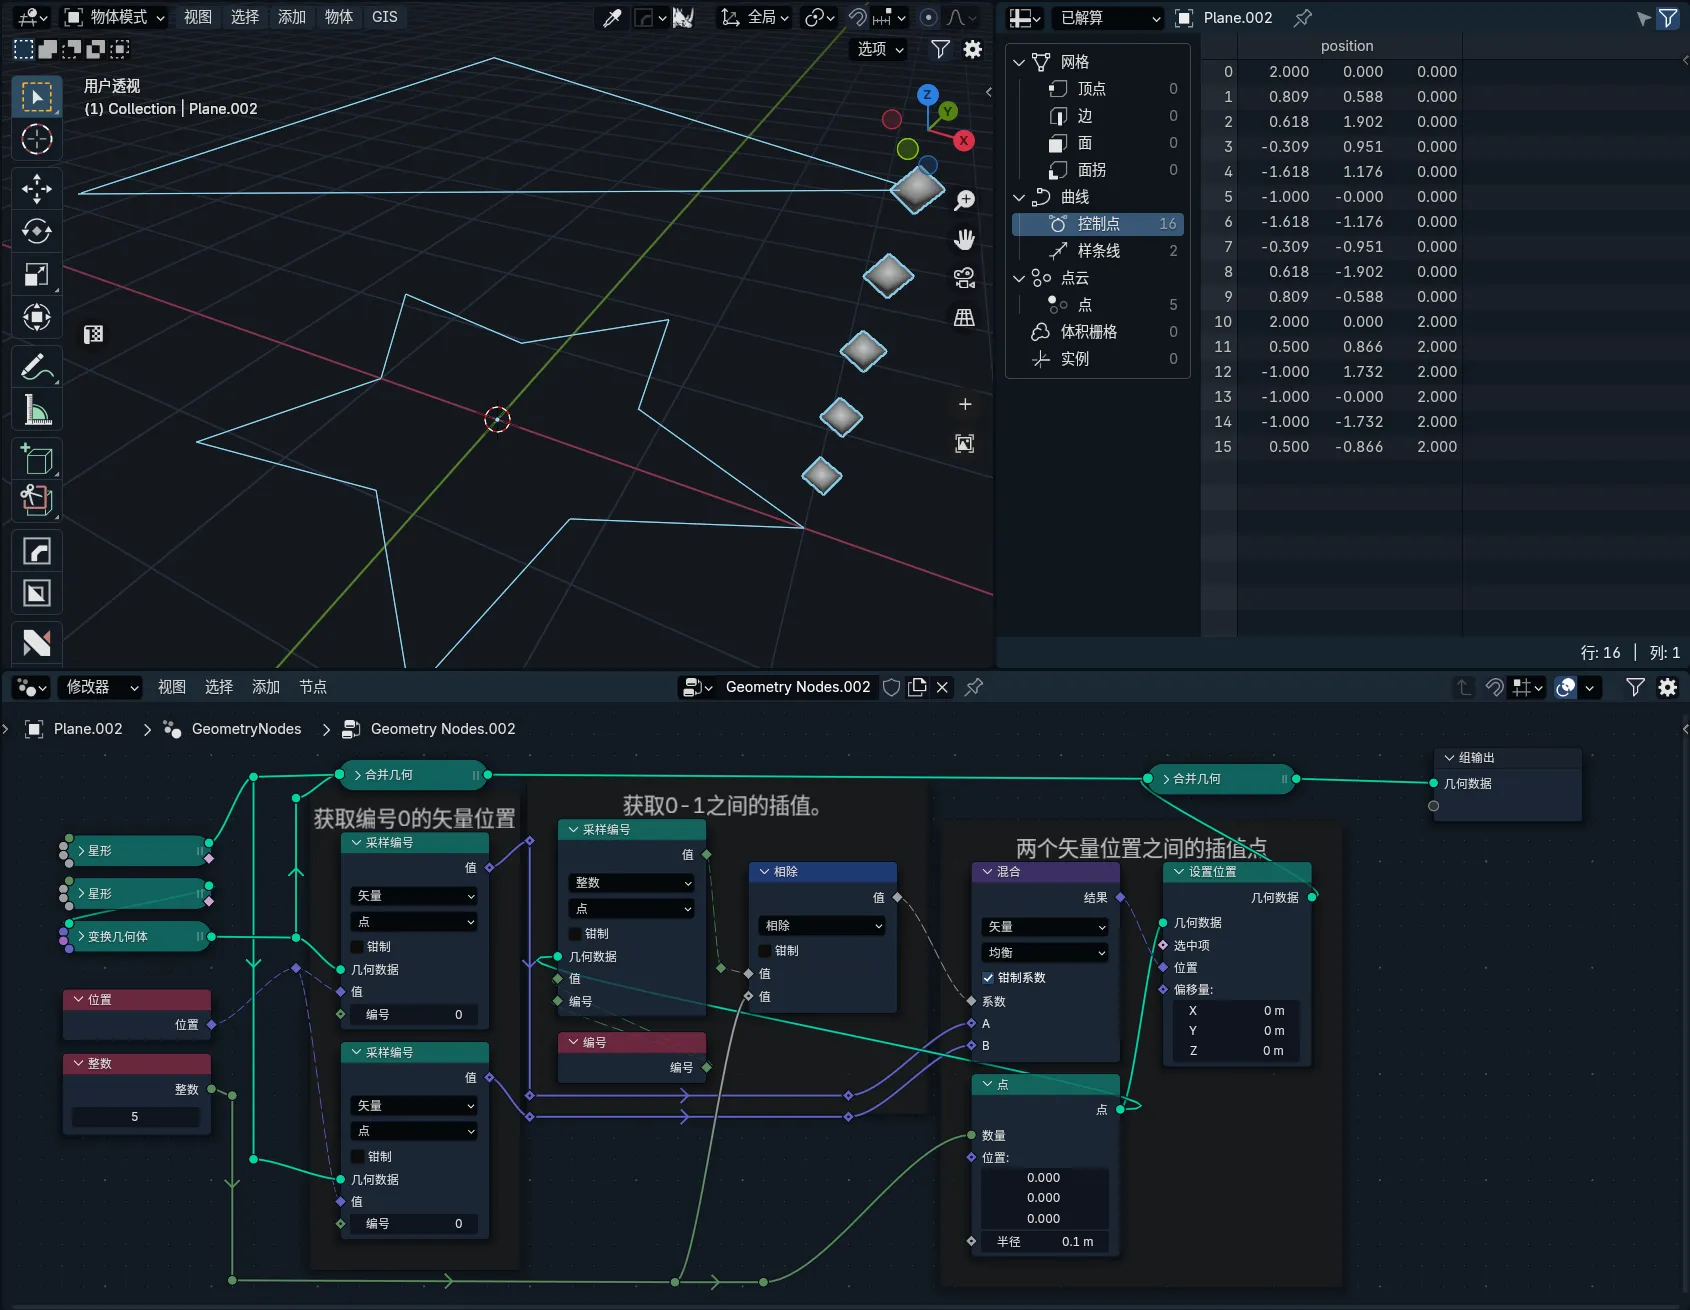 物体模式 视图 选择 添加 物体 GIS 全局
选项
用户透视
(1) Collection | Plane.002
Z
Y
X
已解算 Plane.002
网格
顶点 0
边 0
面 0
面拐 0
曲线
控制点 16
样条线 2
点云
点 5
体积栅格 0
实例 0
position
0 2.000 0.000 0.000
1 0.809 0.588 0.000
2 0.618 1.902 0.000
3 -0.309 0.951 0.000
4 -1.618 1.176 0.000
5 -1.000 -0.000 0.000
6 -1.618 -1.176 0.000
7 -0.309 -0.951 0.000
8 0.618 -1.902 0.000
9 0.809 -0.588 0.000
10 2.000 0.000 2.000
11 0.500 0.866 2.000
12 -1.000 1.732 2.000
13 -1.000 -0.000 2.000
14 -1.000 -1.732 2.000
15 0.500 -0.866 2.000
行: 16 | 列: 1
修改器 视图 选择 添加 节点 Geometry Nodes.002
Plane.002 GeometryNodes Geometry Nodes.002
合并几何
星形
星形
变换几何体
位置
位置
整数
整数
5
获取编号0的矢量位置
采样编号
值
矢量
点
钳制
几何数据
值
编号 0
采样编号
值
矢量
点
钳制
几何数据
值
编号 0
获取0-1之间的插值。
采样编号
值
整数
点
钳制
几何数据
值
编号
编号
编号
相除
值
相除
钳制
值
值
两个矢量位置之间的插值点
混合
结果
矢量
均衡
钳制系数
系数
A
B
点
点
数量
位置:
0.000
0.000
0.000
半径 0.1 m
合并几何
设置位置
几何数据
几何数据
选中项
位置
偏移量:
X 0 m
Y 0 m
Z 0 m
组输出
几何数据